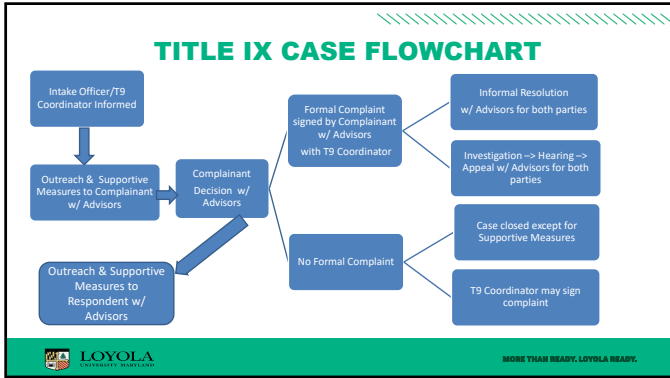 TITLE IX CASE FLOWCHART
Intake Officer/T9
Coordinator Informed
Outreach & Supportive
Measures to Complainant
w/ Advisors
Complainant
Decision w/
Advisors
Outreach & Supportive
Measures to
Respondent w/
Advisors
Formal Complaint
signed by Complainant
w/ Advisors
with T9 Coordinator
No Formal Complaint
Informal Resolution
w/ Advisors for both parties
Investigation –> Hearing –>
Appeal w/ Advisors for both
parties
Case closed except for
Supportive Measures
T9 Coordinator may sign
complaint
LOYOLA
UNIVERSITY MARYLAND
MORE THAN READY. LOYOLA READY.